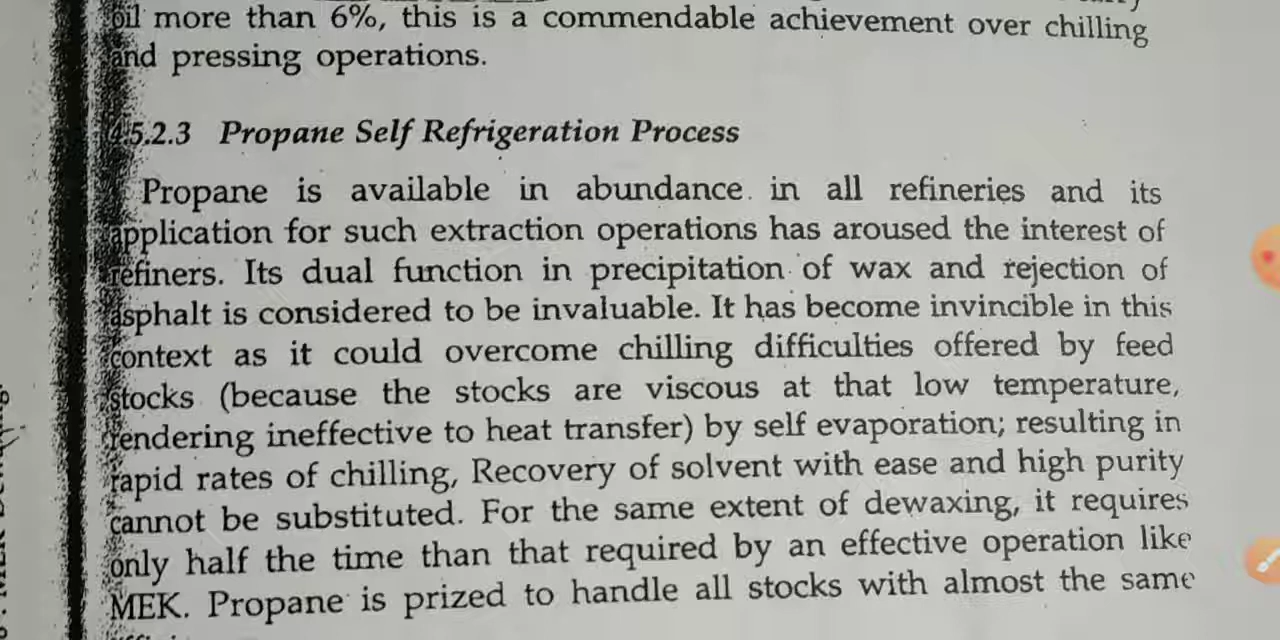 oil more than 6%, this is a commendable achievement over chilling
and pressing operations.
4.5.2.3 Propane Self Refrigeration Process
Propane is available in abundance in all refineries and its
application for such extraction operations has aroused the interest of
refiners. Its dual function in precipitation of wax and rejection of
asphalt is considered to be invaluable. It has become invincible in this
context as it could overcome chilling difficulties offered by feed
stocks (because the stocks are viscous at that low temperature,
rendering ineffective to heat transfer) by self evaporation; resulting in
rapid rates of chilling, Recovery of solvent with ease and high purity
cannot be substituted. For the same extent of dewaxing, it requires
only half the time than that required by an effective operation like
MEK. Propane is prized to handle all stocks with almost the same